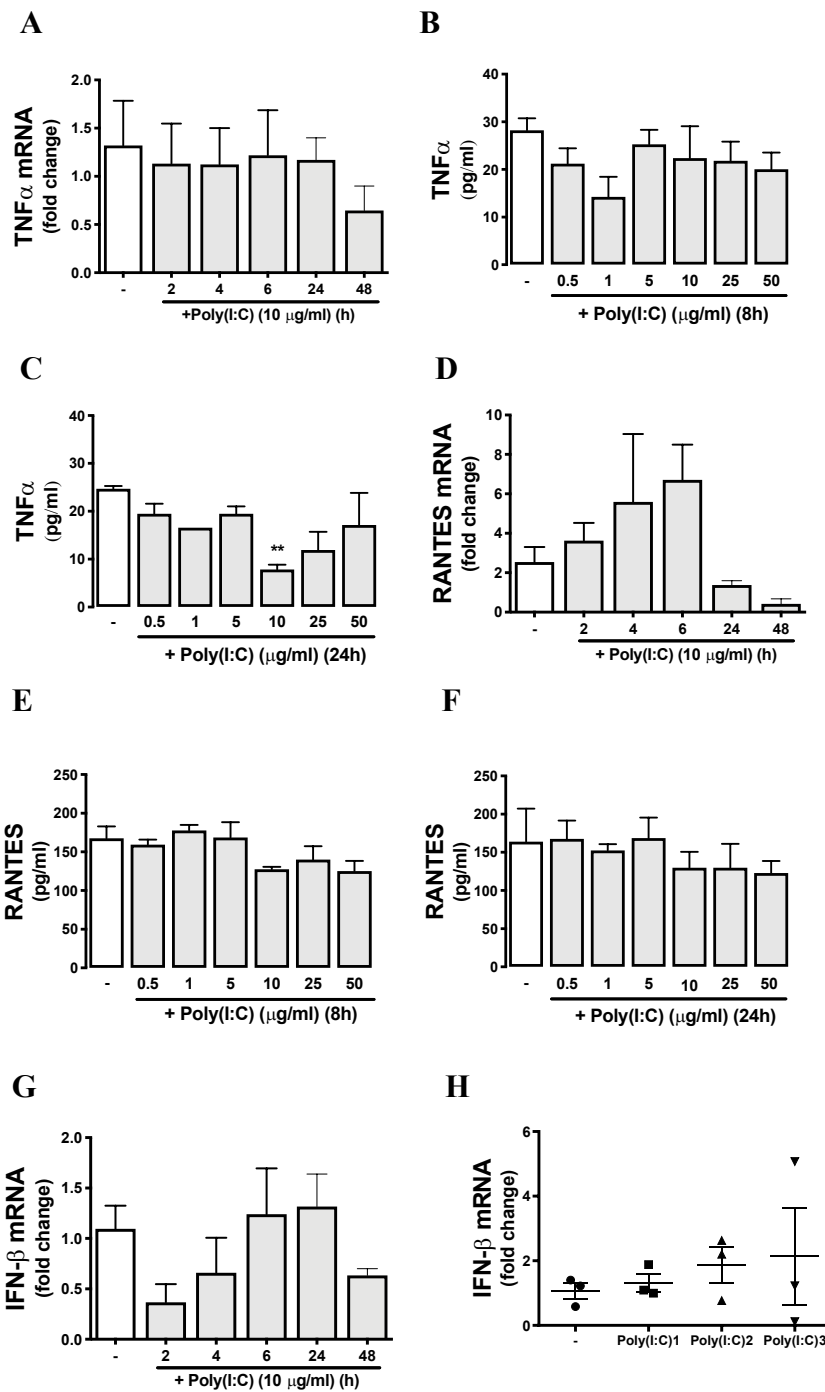 A
TNFα mRNA
(fold change)
2.0
1.5
1.0
0.5
0.0
- 2 4 6 24 48
+Poly(I:C) (10 μg/ml) (h)
B
TNFα
(pg/ml)
40
30
20
10
0
- 0.5 1 5 10 25 50
+ Poly(I:C) (μg/ml) (8h)
C
TNFα
(pg/ml)
40
30
20
10
0
**
- 0.5 1 5 10 25 50
+ Poly(I:C) (μg/ml) (24h)
D
RANTES mRNA
(fold change)
10
8
6
4
2
0
- 2 4 6 24 48
+ Poly(I:C) (10 μg/ml) (h)
E
RANTES
(pg/ml)
250
200
150
100
50
0
- 0.5 1 5 10 25 50
+ Poly(I:C) (μg/ml) (8h)
F
RANTES
(pg/ml)
250
200
150
100
50
0
- 0.5 1 5 10 25 50
+ Poly(I:C) (μg/ml) (24h)
G
IFN-β mRNA
(fold change)
2.0
1.5
1.0
0.5
0.0
- 2 4 6 24 48
+ Poly(I:C) (10 μg/ml) (h)
H
IFN-β mRNA
(fold change)
6
4
2
0
- Poly(I:C)1 Poly(I:C)2 Poly(I:C)3